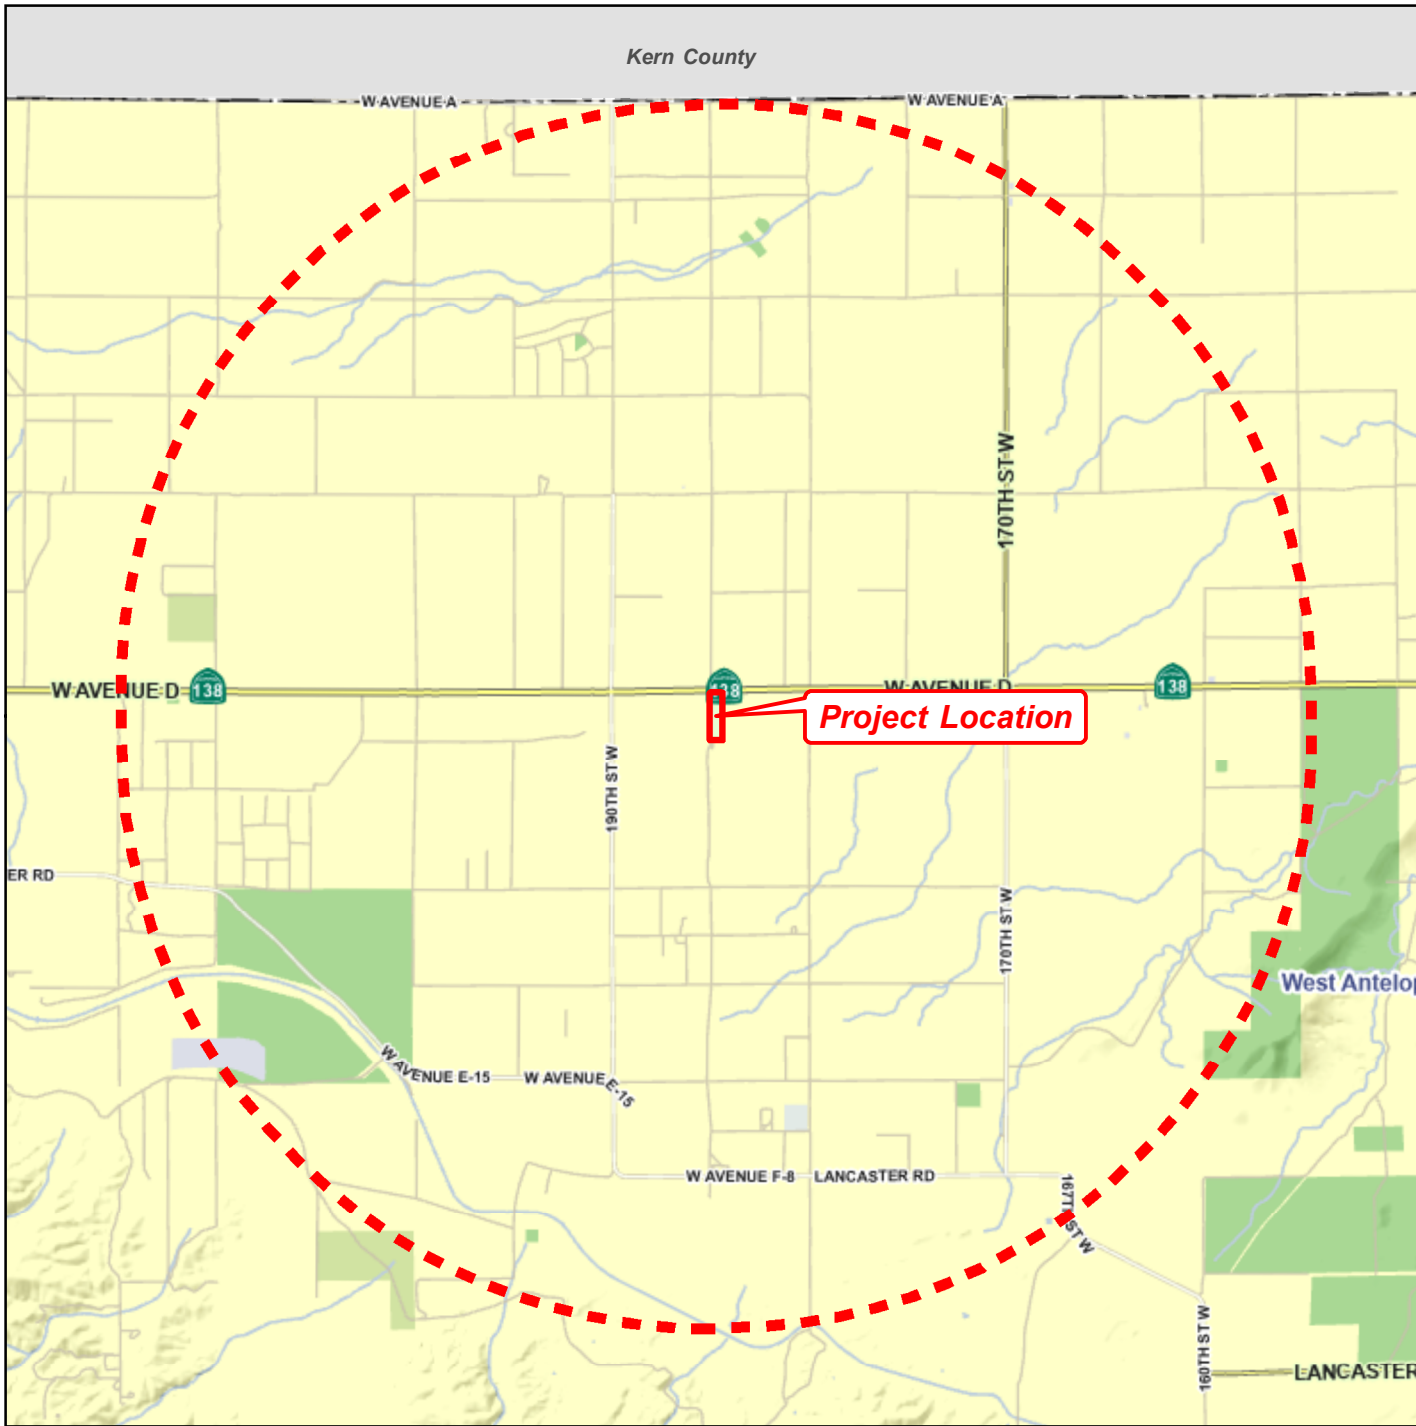 Kern County
W AVENUE A
W AVENUE A
170TH ST W
W AVENUE D
138
138
W AVENUE D
138
Project Location
190TH ST W
ER RD
170TH ST W
West Antelop
W AVENUE E-15
W AVENUE E-15
W AVENUE F-8
LANCASTER RD
167TH ST W
160TH ST W
LANCASTER